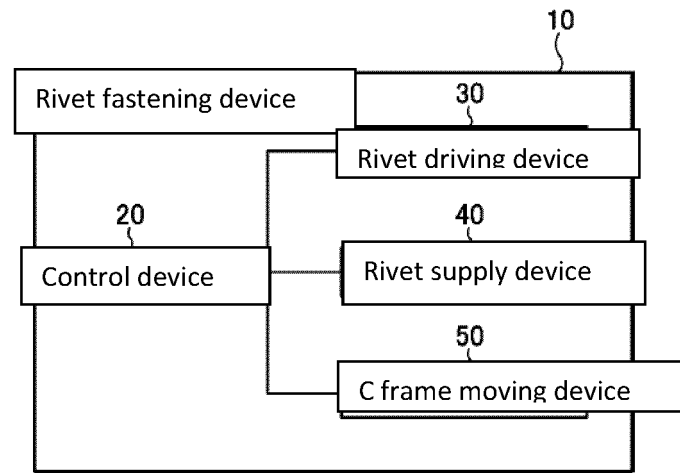 10
Rivet fastening device
30
Rivet driving device
20
40
Control device
Rivet supply device
50
C frame moving device